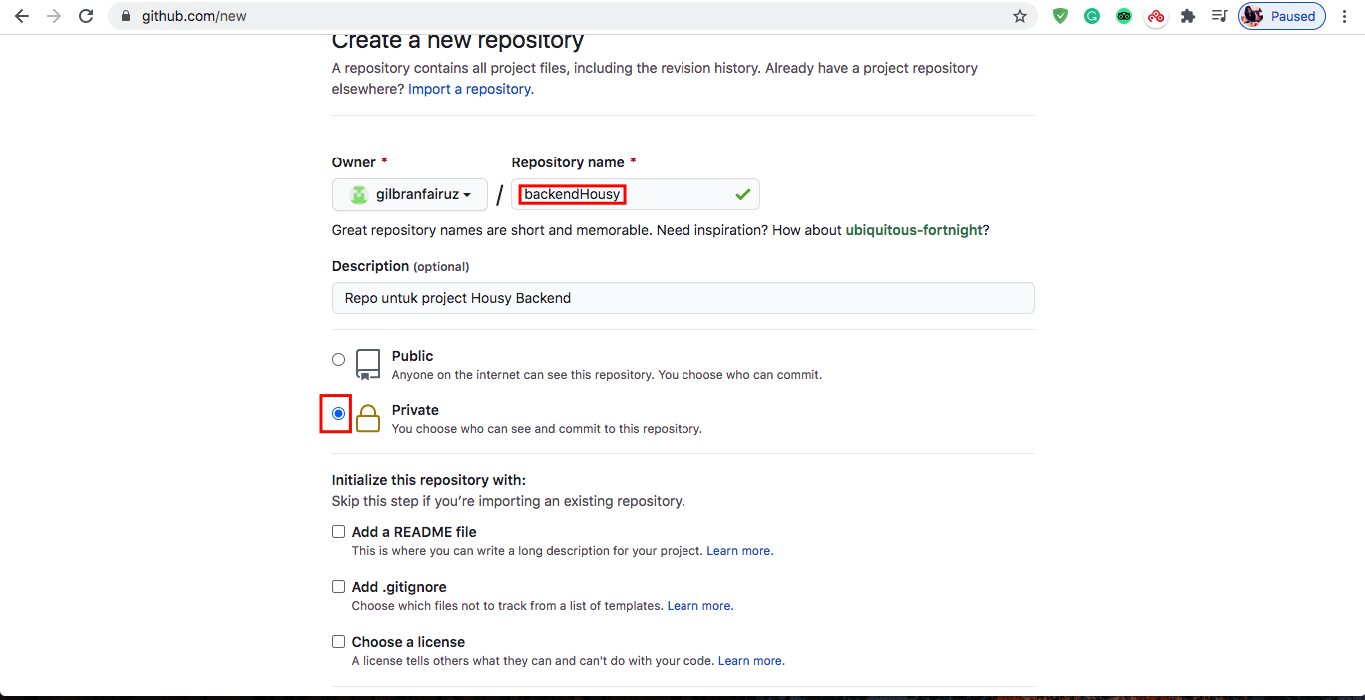 github.com/new
Paused
Create a new repository
A repository contains all project files, including the revision history. Already have a project repository
elsewhere? Import a repository.
Owner * Repository name *
gilbranfairuz / backendHousy
Great repository names are short and memorable. Need inspiration? How about ubiquitous-fortnight?
Description (optional)
Repo untuk project Housy Backend
Public
Anyone on the internet can see this repository. You choose who can commit.
Private
You choose who can see and commit to this repository.
Initialize this repository with:
Skip this step if you’re importing an existing repository.
Add a README file
This is where you can write a long description for your project. Learn more.
Add .gitignore
Choose which files not to track from a list of templates. Learn more.
Choose a license
A license tells others what they can and can't do with your code. Learn more.